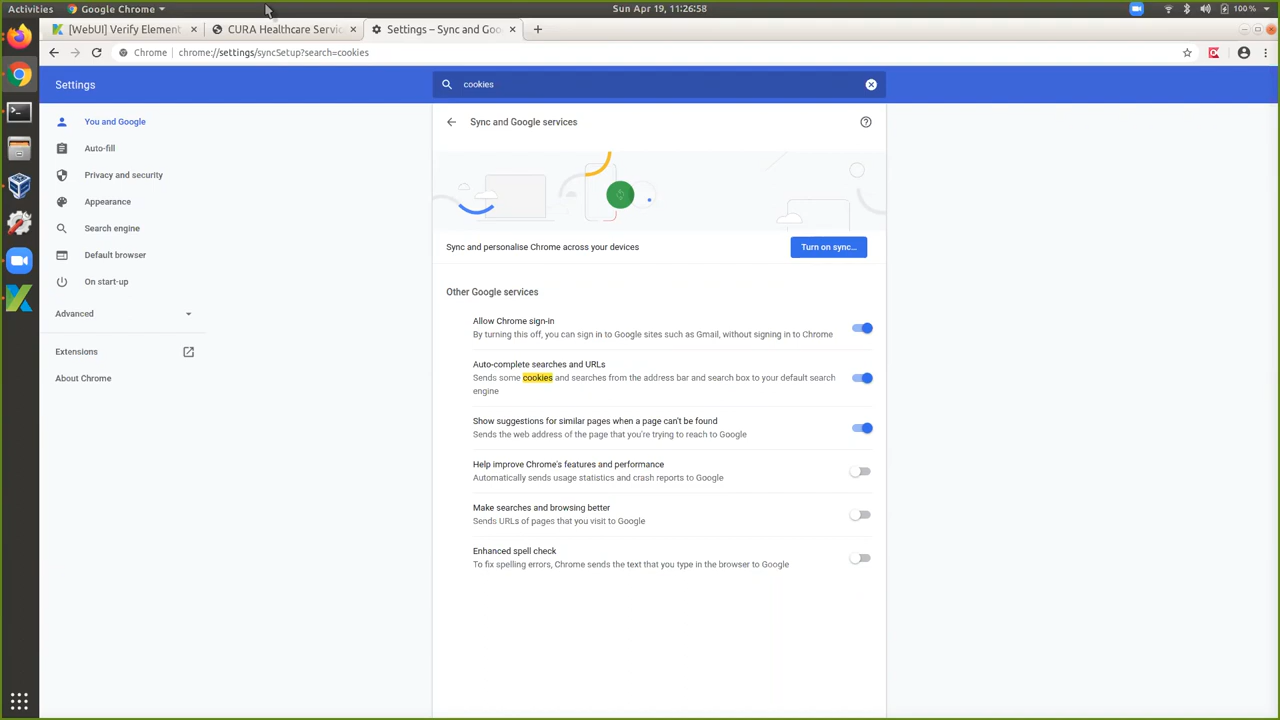 Activities
Google Chrome
Sun Apr 19, 11:26:58
100%
[WebUI] Verify Element
CURA Healthcare Servic
Settings – Sync and Goo
Chrome
chrome://settings/syncSetup?search=cookies
Settings
cookies
You and Google
Auto-fill
Privacy and security
Appearance
Search engine
Default browser
On start-up
Advanced
Extensions
About Chrome
Sync and Google services
Sync and personalise Chrome across your devices
Turn on sync...
Other Google services
Allow Chrome sign-in
By turning this off, you can sign in to Google sites such as Gmail, without signing in to Chrome
Auto-complete searches and URLs
Sends some cookies and searches from the address bar and search box to your default search
engine
Show suggestions for similar pages when a page can't be found
Sends the web address of the page that you're trying to reach to Google
Help improve Chrome's features and performance
Automatically sends usage statistics and crash reports to Google
Make searches and browsing better
Sends URLs of pages that you visit to Google
Enhanced spell check
To fix spelling errors, Chrome sends the text that you type in the browser to Google